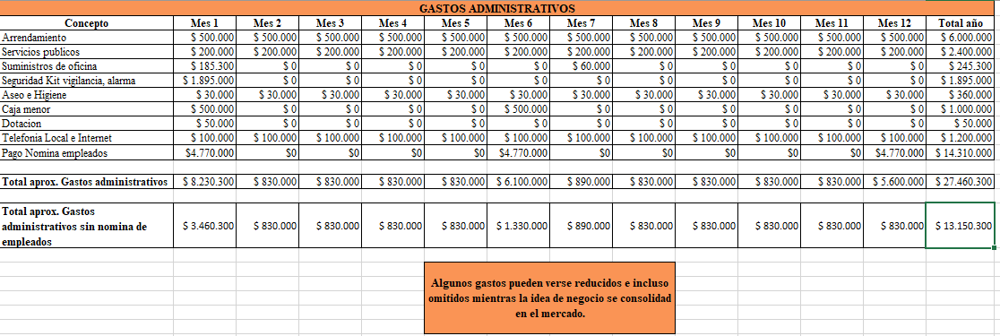 GASTOS ADMINISTRATIVOS
Concepto Mes 1 Mes 2 Mes 3 Mes 4 Mes 5 Mes 6 Mes 7 Mes 8 Mes 9 Mes 10 Mes 11 Mes 12 Total año
Arrendamiento $ 500.000 $ 500.000 $ 500.000 $ 500.000 $ 500.000 $ 500.000 $ 500.000 $ 500.000 $ 500.000 $ 500.000 $ 500.000 $ 500.000 $ 6.000.000
Servicios publicos $ 200.000 $ 200.000 $ 200.000 $ 200.000 $ 200.000 $ 200.000 $ 200.000 $ 200.000 $ 200.000 $ 200.000 $ 200.000 $ 200.000 $ 2.400.000
Suministros de oficina $ 185.300 $ 0 $ 0 $ 0 $ 0 $ 0 $ 60.000 $ 0 $ 0 $ 0 $ 0 $ 0 $ 245.300
Seguridad Kit vigilancia, alarma $ 1.895.000 $ 0 $ 0 $ 0 $ 0 $ 0 $ 0 $ 0 $ 0 $ 0 $ 0 $ 0 $ 1.895.000
Aseo e Higiene $ 30.000 $ 30.000 $ 30.000 $ 30.000 $ 30.000 $ 30.000 $ 30.000 $ 30.000 $ 30.000 $ 30.000 $ 30.000 $ 30.000 $ 360.000
Caja menor $ 500.000 $ 0 $ 0 $ 0 $ 0 $ 500.000 $ 0 $ 0 $ 0 $ 0 $ 0 $ 0 $ 1.000.000
Dotacion $ 50.000 $ 0 $ 0 $ 0 $ 0 $ 0 $ 0 $ 0 $ 0 $ 0 $ 0 $ 0 $ 50.000
Telefonia Local e Internet $ 100.000 $ 100.000 $ 100.000 $ 100.000 $ 100.000 $ 100.000 $ 100.000 $ 100.000 $ 100.000 $ 100.000 $ 100.000 $ 100.000 $ 1.200.000
Pago Nomina empleados $4.770.000 $0 $0 $0 $0 $4.770.000 $0 $0 $0 $0 $0 $4.770.000 $ 14.310.000
Total aprox. Gastos administrativos $ 8.230.300 $ 830.000 $ 830.000 $ 830.000 $ 830.000 $ 6.100.000 $ 890.000 $ 830.000 $ 830.000 $ 830.000 $ 830.000 $ 5.600.000 $ 27.460.300
Total aprox. Gastos
administrativos sin nomina de $ 3.460.300 $ 830.000 $ 830.000 $ 830.000 $ 830.000 $ 1.330.000 $ 890.000 $ 830.000 $ 830.000 $ 830.000 $ 830.000 $ 830.000 $ 13.150.300
empleados
Algunos gastos pueden verse reducidos e incluso
omitidos mientras la idea de negocio se consolidad
en el mercado.